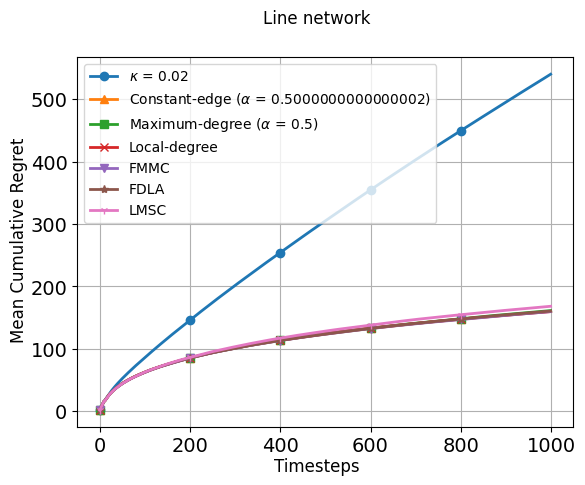 Line network
κ = 0.02
Constant-edge (α = 0.5000000000000002)
Maximum-degree (α = 0.5)
Local-degree
FMMC
FDLA
LMSC
Mean Cumulative Regret
500
400
300
200
100
0
0 200 400 600 800 1000
Timesteps